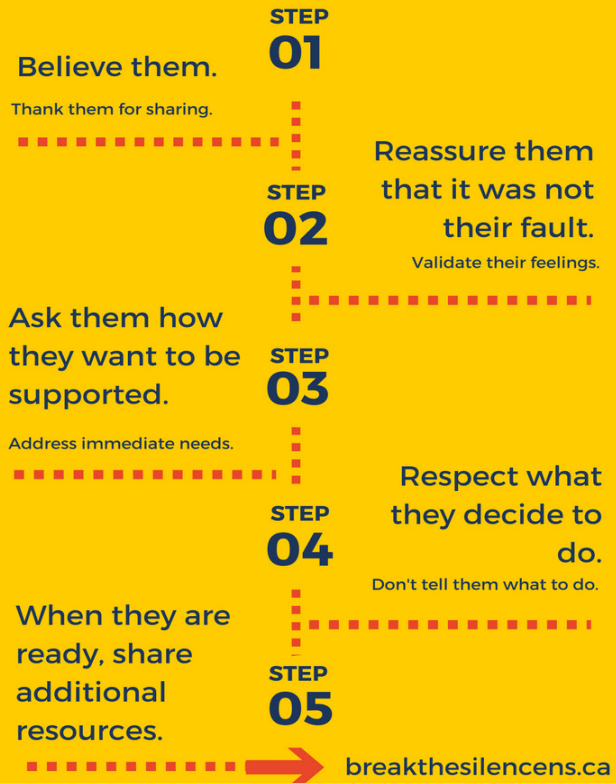 STEP
01
Believe them.
Thank them for sharing.
STEP
02
Reassure them
that it was not
their fault.
Validate their feelings.
STEP
03
Ask them how
they want to be
supported.
Address immediate needs.
STEP
04
Respect what
they decide to
do.
Don't tell them what to do.
STEP
05
When they are
ready, share
additional
resources.
breakthesilencens.ca